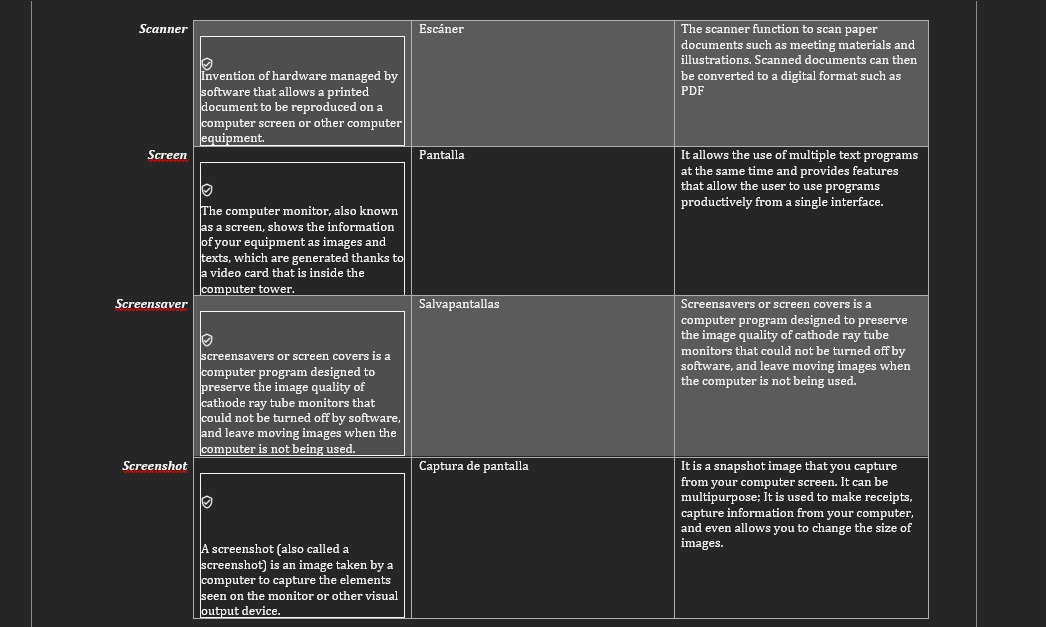 Scanner
Invention of hardware managed by
software that allows a printed
document to be reproduced on a
computer screen or other computer
equipment.
Escáner
The scanner function to scan paper
documents such as meeting materials and
illustrations. Scanned documents can then
be converted to a digital format such as
PDF
Screen
The computer monitor, also known
as a screen, shows the information
of your equipment as images and
texts, which are generated thanks to
a video card that is inside the
computer tower.
Pantalla
It allows the use of multiple text programs
at the same time and provides features
that allow the user to use programs
productively from a single interface.
Screensaver
screensavers or screen covers is a
computer program designed to
preserve the image quality of
cathode ray tube monitors that
could not be turned off by software,
and leave moving images when the
computer is not being used.
Salvapantallas
Screensavers or screen covers is a
computer program designed to preserve
the image quality of cathode ray tube
monitors that could not be turned off by
software, and leave moving images when
the computer is not being used.
Screenshot
A screenshot (also called a
screenshot) is an image taken by a
computer to capture the elements
seen on the monitor or other visual
output device.
Captura de pantalla
It is a snapshot image that you capture
from your computer screen. It can be
multipurpose; It is used to make receipts,
capture information from your computer,
and even allows you to change the size of
images.